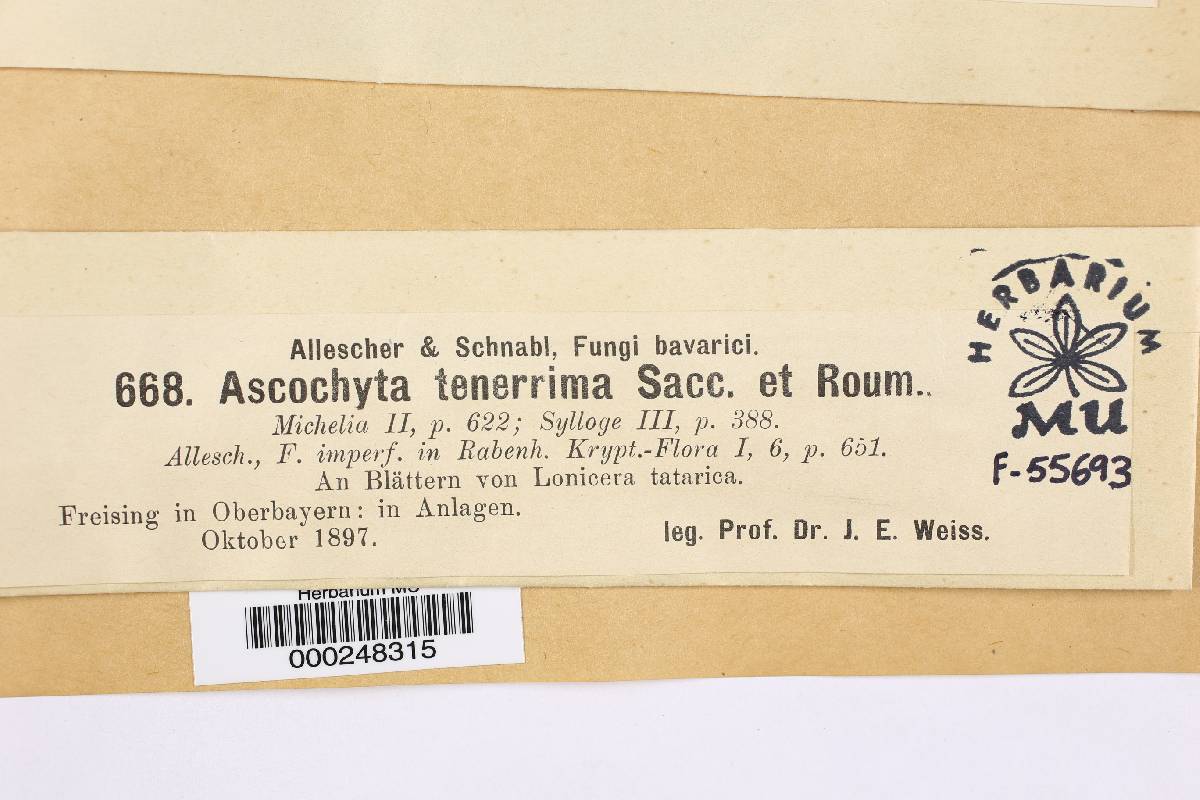 Allescher & Schnabl, Fungi bavarici.
668. Ascochyta tenerrima Sacc. et Roum..
Michelia II, p. 622; Sylloge III, p. 388.
Allesch., F. imperf. in Rabenh. Krypt.-Flora I, 6, p. 651.
An Blättern von Lonicera tatarica.
Freising in Oberbayern: in Anlagen.
Oktober 1897.
leg. Prof. Dr. J. E. Weiss.
HERBARIUM
MU
F-55693
Herbarium MU
000248315